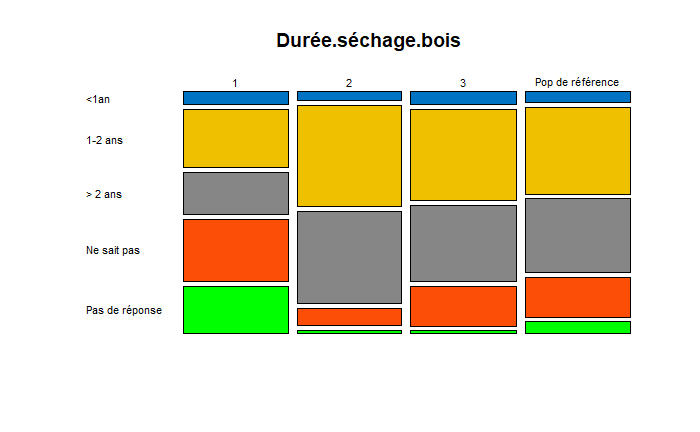 Durée.séchage.bois
1 2 3 Pop de référence
<1an
1-2 ans
> 2 ans
Ne sait pas
Pas de réponse